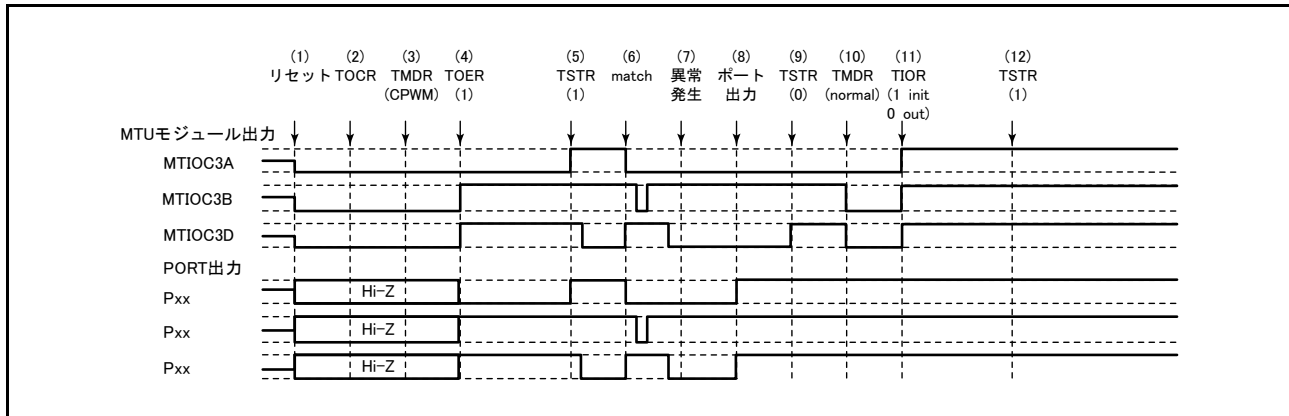 (1) (2) (3) (4) (5) (6) (7) (8) (9) (10) (11) (12)
リセット TOCR TMDR TOER TSTR match 異常 ポート TSTR TMDR TIOR TSTR
(CPWM) (1) (1) 発生 出力 (0) (normal) (1 init (1)
0 out)
MTUモジュール出力
MTIOC3A
MTIOC3B
MTIOC3D
PORT出力
Pxx Hi-Z
Pxx Hi-Z
Pxx Hi-Z